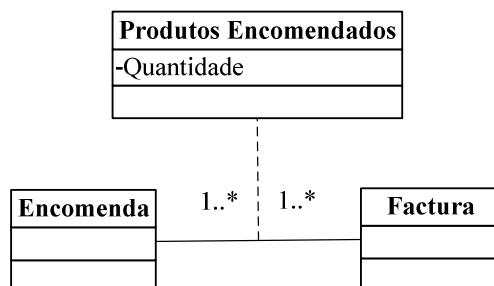 Produtos Encomendados
-Quantidade
1..* 1..*
Encomenda
Factura